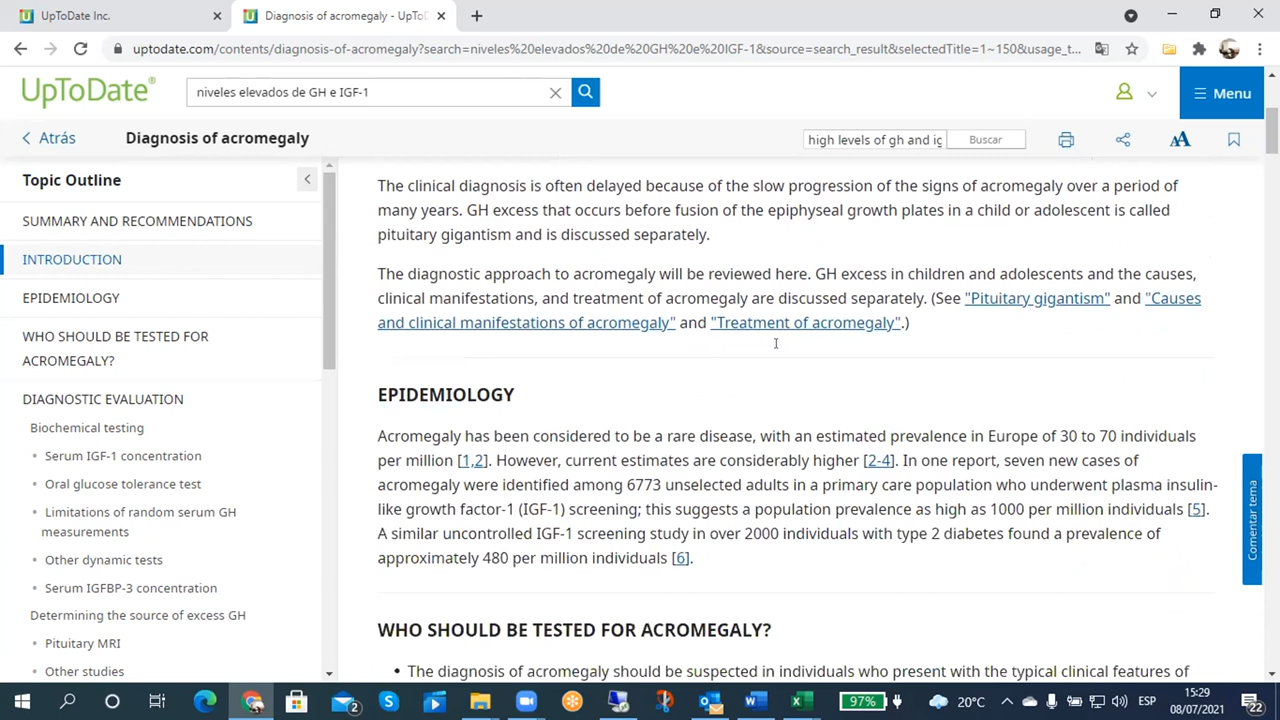 UpToDate Inc.
Diagnosis of acromegaly - UpToD
uptodate.com/contents/diagnosis-of-acromegaly?search=niveles%20elevados%20de%20GH%20e%20IGF-1&source=search_result&selectedTitle=1~150&usage_t...
UpToDate®
niveles elevados de GH e IGF-1
Menu
Atrás
Diagnosis of acromegaly
high levels of gh and ig
Buscar
AA
Topic Outline
SUMMARY AND RECOMMENDATIONS
INTRODUCTION
EPIDEMIOLOGY
WHO SHOULD BE TESTED FOR
ACROMEGALY?
DIAGNOSTIC EVALUATION
Biochemical testing
• Serum IGF-1 concentration
• Oral glucose tolerance test
• Limitations of random serum GH
measurements
• Other dynamic tests
• Serum IGFBP-3 concentration
Determining the source of excess GH
• Pituitary MRI
• Other studies
The clinical diagnosis is often delayed because of the slow progression of the signs of acromegaly over a period of
many years. GH excess that occurs before fusion of the epiphyseal growth plates in a child or adolescent is called
pituitary gigantism and is discussed separately.
The diagnostic approach to acromegaly will be reviewed here. GH excess in children and adolescents and the causes,
clinical manifestations, and treatment of acromegaly are discussed separately. (See "Pituitary gigantism" and "Causes
and clinical manifestations of acromegaly" and "Treatment of acromegaly".)
EPIDEMIOLOGY
Acromegaly has been considered to be a rare disease, with an estimated prevalence in Europe of 30 to 70 individuals
per million [1,2]. However, current estimates are considerably higher [2-4]. In one report, seven new cases of
acromegaly were identified among 6773 unselected adults in a primary care population who underwent plasma insulin-
like growth factor-1 (IGF-1) screening; this suggests a population prevalence as high as 1000 per million individuals [5].
A similar uncontrolled IGF-1 screening study in over 2000 individuals with type 2 diabetes found a prevalence of
approximately 480 per million individuals [6].
WHO SHOULD BE TESTED FOR ACROMEGALY?
• The diagnosis of acromegaly should be suspected in individuals who present with the typical clinical features of
Comentar tema
2
97%
20°C
ESP
15:29
08/07/2021
22